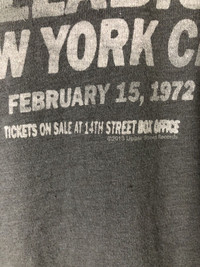 W YORK C
FEBRUARY 15, 1972
TICKETS ON SALE AT 14TH STREET BOX OFFICE